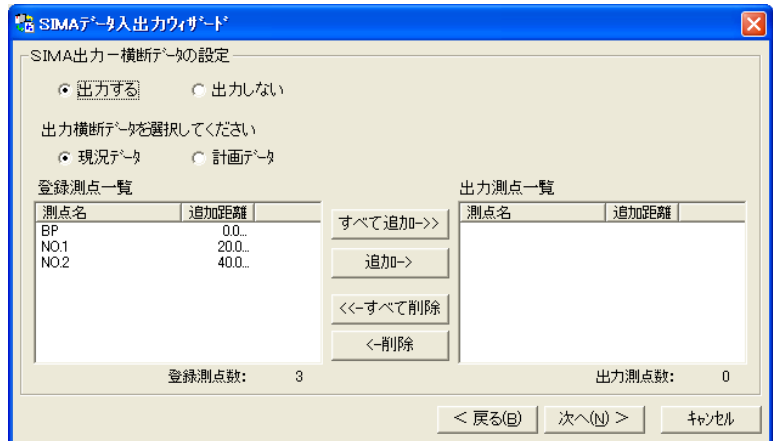 SIMAﾃﾞｰﾀ入出力ｳｨｻﾞｰﾄﾞ
SIMA出力－横断ﾃﾞｰﾀの設定
出力する 出力しない
出力横断ﾃﾞｰﾀを選択してください
現況ﾃﾞｰﾀ 計画ﾃﾞｰﾀ
登録測点一覧 出力測点一覧
測点名 追加距離 測点名 追加距離
BP 0.0...
NO.1 20.0...
NO.2 40.0...
すべて追加->>
追加->
<<-すべて削除
<-削除
登録測点数: 3 出力測点数: 0
< 戻る(B) 次へ(N) > ｷｬﾝｾﾙ